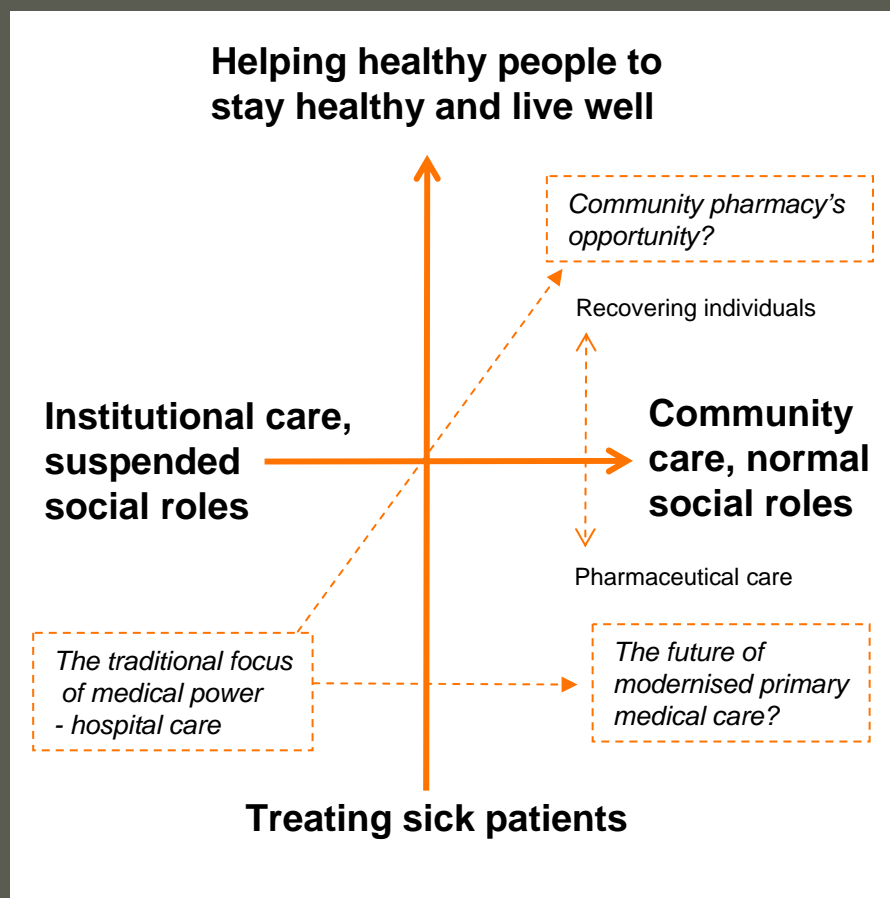 Helping healthy people to
stay healthy and live well
Community pharmacy's
opportunity?
Recovering individuals
Institutional care,
suspended
social roles
Community
care, normal
social roles
Pharmaceutical care
The traditional focus
of medical power
- hospital care
The future of
modernised primary
medical care?
Treating sick patients